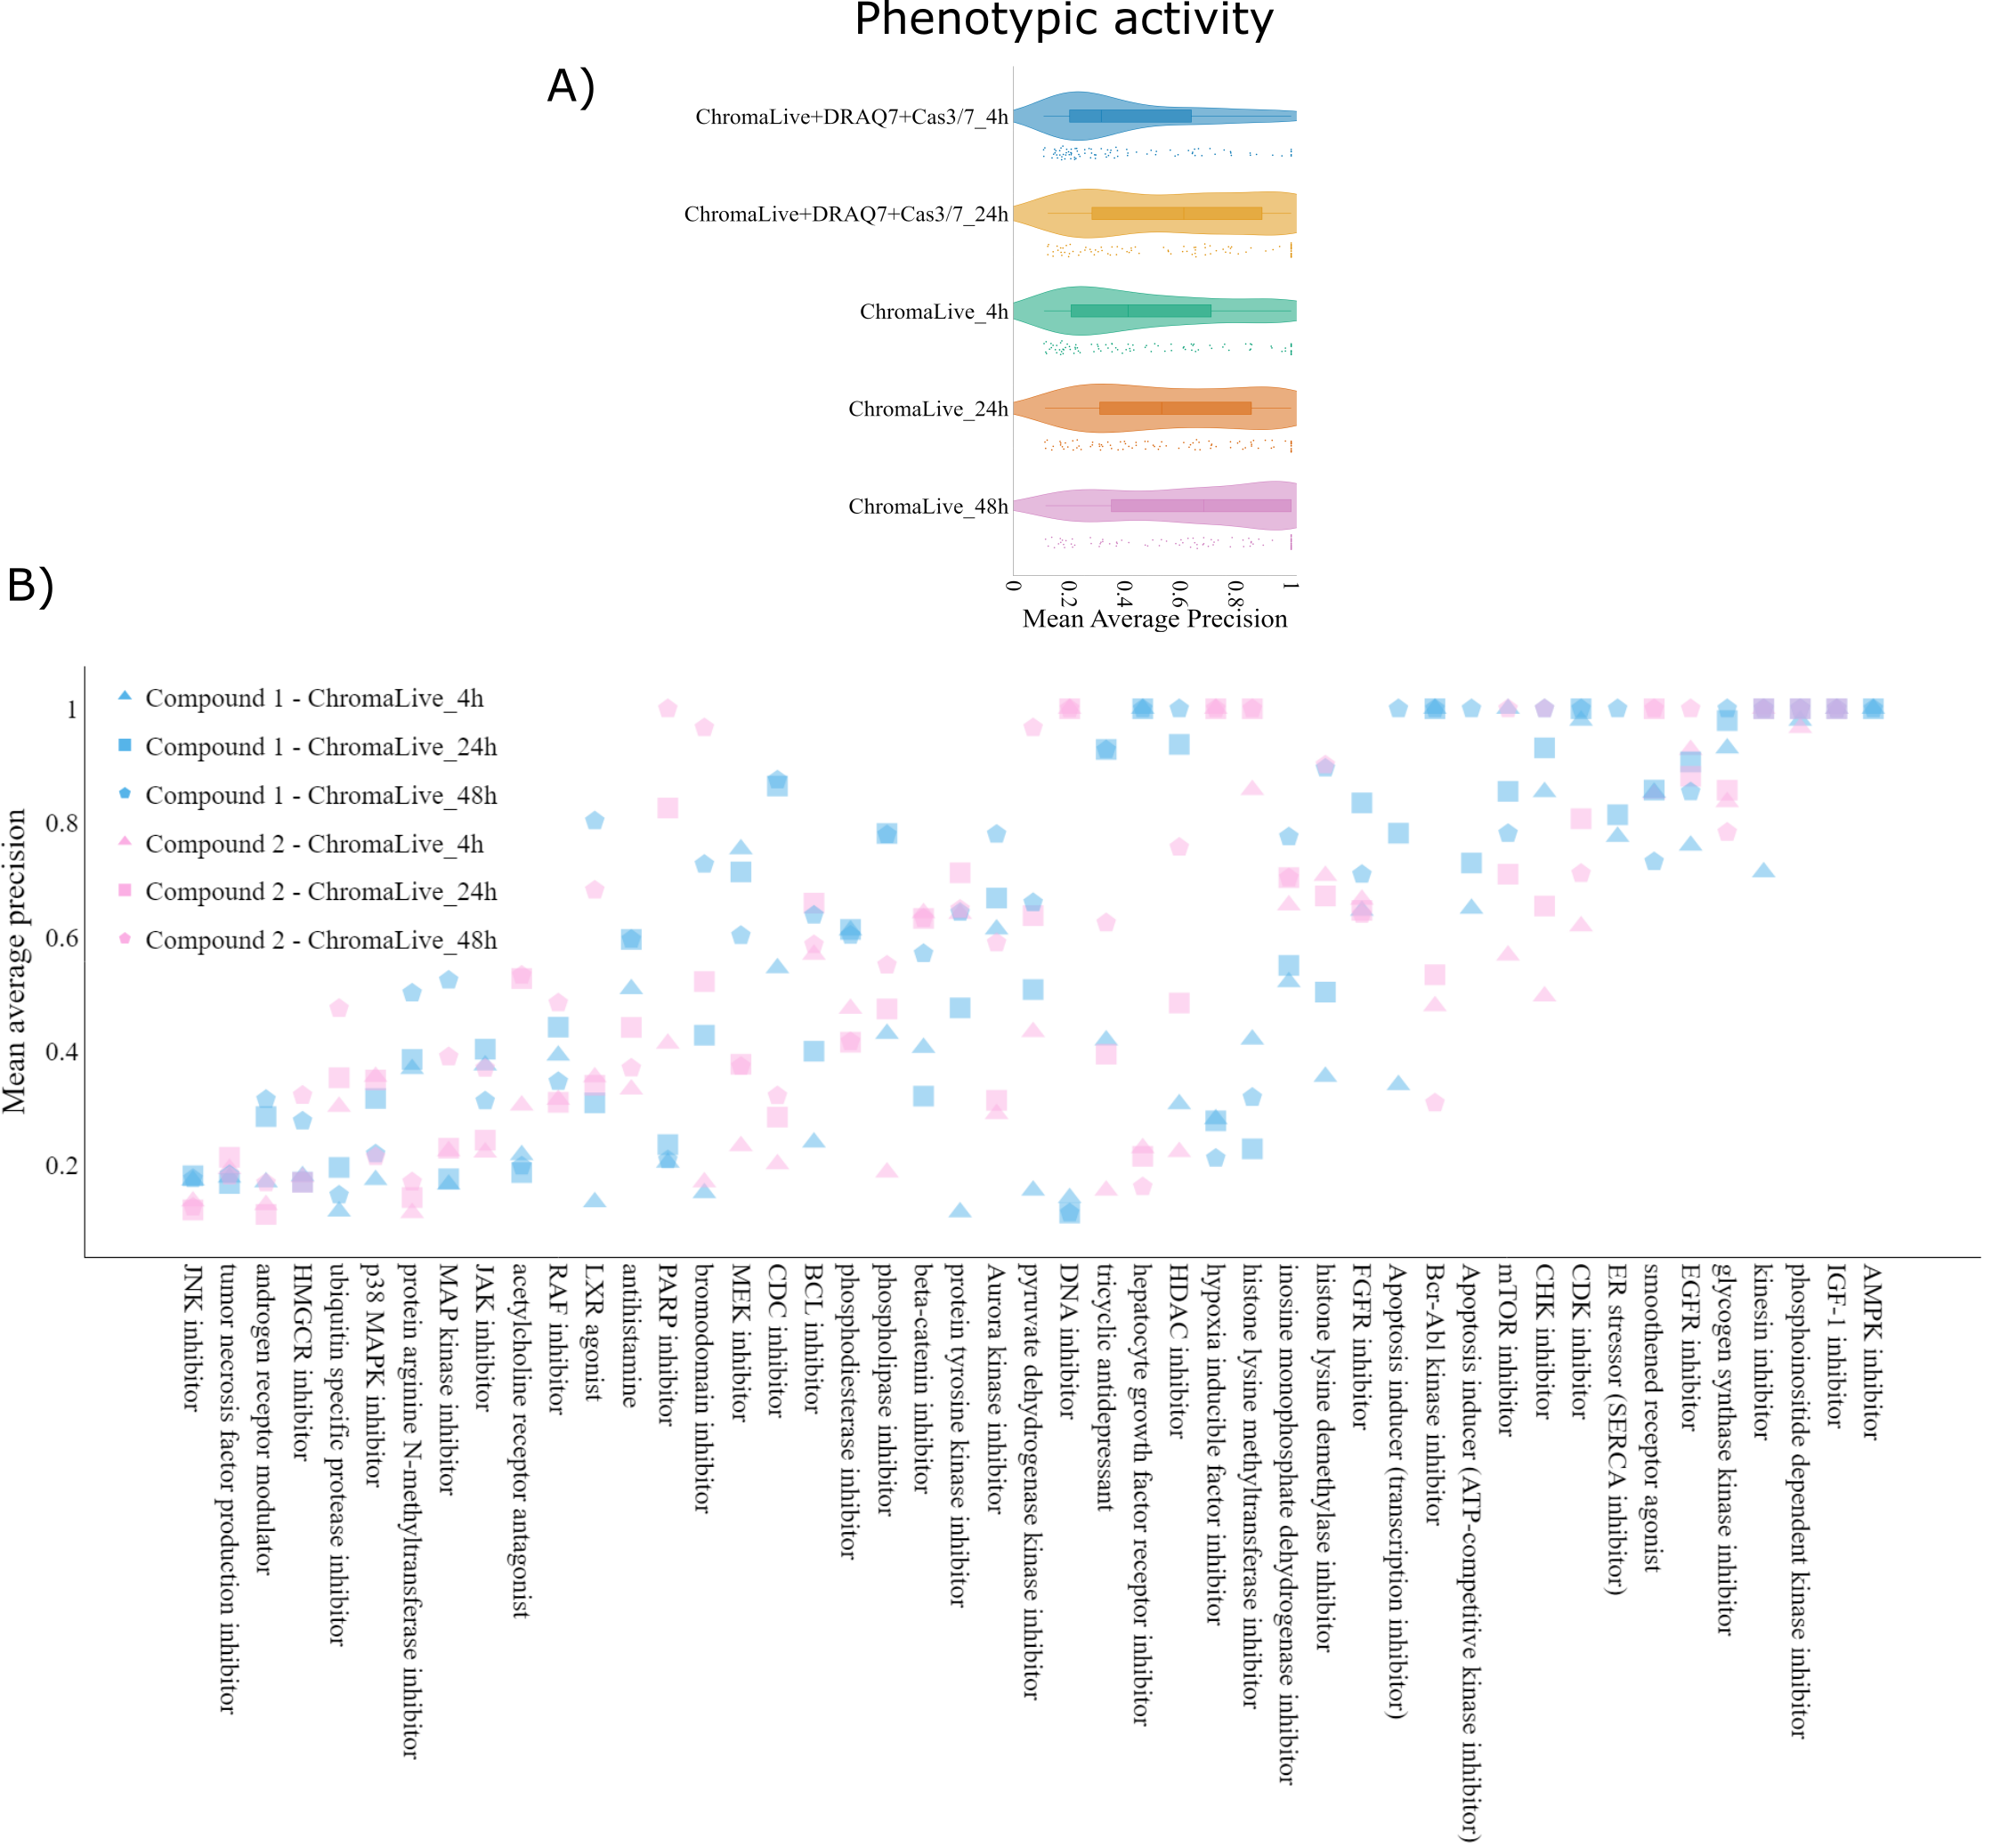 Phenotypic activity
A)
ChromaLive+DRAQ7+Cas3/7_4h
ChromaLive+DRAQ7+Cas3/7_24h
ChromaLive_4h
ChromaLive_24h
ChromaLive_48h
0
0.2
0.4
0.6
0.8
1
Mean Average Precision
B)
Mean average precision
1
0.8
0.6
0.4
0.2
Compound 1 - ChromaLive_4h
Compound 1 - ChromaLive_24h
Compound 1 - ChromaLive_48h
Compound 2 - ChromaLive_4h
Compound 2 - ChromaLive_24h
Compound 2 - ChromaLive_48h
JNK inhibitor
tumor necrosis factor production inhibitor
androgen receptor modulator
HMGCR inhibitor
ubiquitin specific protease inhibitor
p38 MAPK inhibitor
protein arginine N-methyltransferase inhibitor
MAP kinase inhibitor
JAK inhibitor
acetylcholine receptor antagonist
RAF inhibitor
LXR agonist
antihistamine
PARP inhibitor
bromodomain inhibitor
MEK inhibitor
CDC inhibitor
BCL inhibitor
phosphodiesterase inhibitor
phospholipase inhibitor
beta-catenin inhibitor
protein tyrosine kinase inhibitor
Aurora kinase inhibitor
pyruvate dehydrogenase kinase inhibitor
DNA inhibitor
tricyclic antidepressant
hepatocyte growth factor receptor inhibitor
HDAC inhibitor
hypoxia inducible factor inhibitor
histone lysine methyltransferase inhibitor
inosine monophosphate dehydrogenase inhibitor
histone lysine demethylase inhibitor
FGFR inhibitor
Apoptosis inducer (transcription inhibitor)
Bcr-Abl kinase inhibitor
Apoptosis inducer (ATP-competitive kinase inhibitor)
mTOR inhibitor
CHK inhibitor
CDK inhibitor
ER stressor (SERCA inhibitor)
smoothened receptor agonist
EGFR inhibitor
glycogen synthase kinase inhibitor
kinesin inhibitor
phosphoinositide dependent kinase inhibitor
IGF-1 inhibitor
AMPK inhibitor